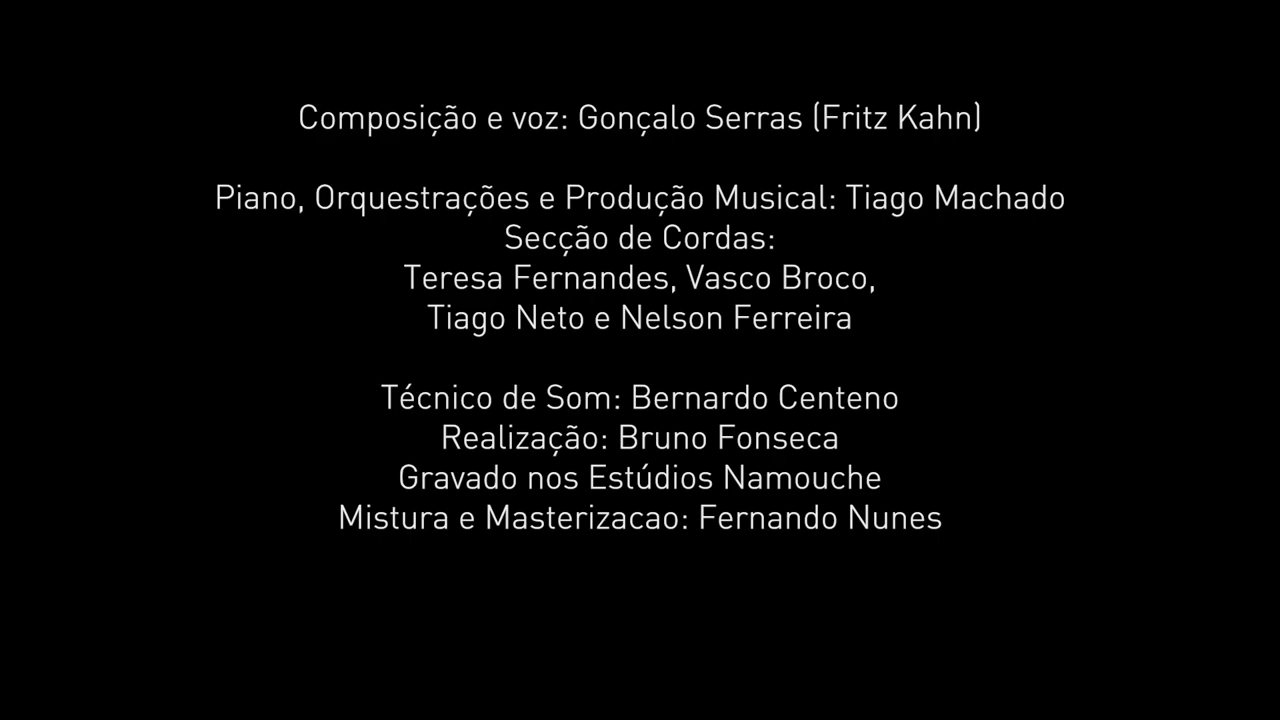 Composição e voz: Gonçalo Serras (Fritz Kahn)
Piano, Orquestrações e Produção Musical: Tiago Machado
Secção de Cordas:
Teresa Fernandes, Vasco Broco,
Tiago Neto e Nelson Ferreira
Técnico de Som: Bernardo Centeno
Realização: Bruno Fonseca
Gravado nos Estúdios Namouche
Mistura e Masterizacao: Fernando Nunes